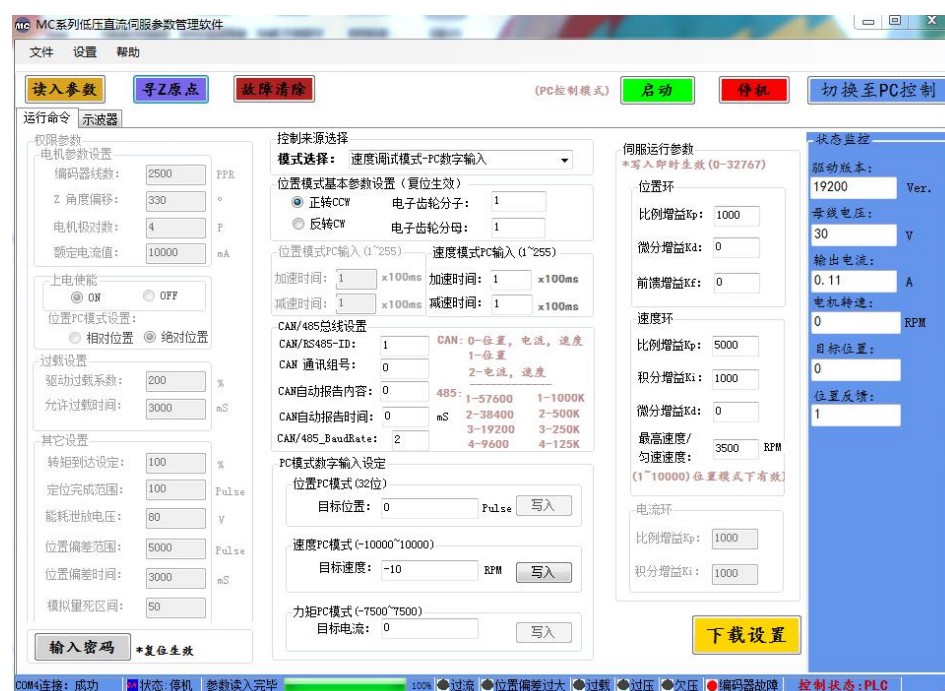 MC系列低压直流伺服参数管理软件
文件 设置 帮助
读入参数 寻Z原点 故障清除 (PC控制模式) 启动 停机 切换至PC控制
运行命令 示波器
权限参数
电机参数设置
编码器线数: 2500 PPR
Z 角度偏移: 330 °
电机极对数: 4 P
额定电流值: 10000 mA
上电使能
ON OFF
位置PC模式设置:
相对位置 绝对位置
过载设置
驱动过载系数: 200 %
允许过载时间: 3000 mS
其它设置
转矩到达设定: 100 %
定位完成范围: 100 Pulse
能耗泄放电压: 80 V
位置偏差范围: 5000 Pulse
位置偏差时间: 3000 mS
模拟量死区间: 50
输入密码 *复位生效
控制来源选择
模式选择: 速度调试模式-PC数字输入
位置模式基本参数设置(复位生效)
正转CCW 电子齿轮分子: 1
反转CW 电子齿轮分母: 1
位置模式PC输入(1~255)
加速时间: 1 x100ms
减速时间: 1 x100ms
速度模式PC输入(1~255)
加速时间: 1 x100ms
减速时间: 1 x100ms
CAN/485总线设置
CAN/RS485-ID: 1
CAN 通讯组号: 0
CAN自动报告内容: 0
CAN自动报告时间: 0 mS
CAN/485_BaudRate: 2
CAN: 0-位置, 电流, 速度
1-位置
2-电流, 速度
485: 1-57600 1-1000K
2-38400 2-500K
3-19200 3-250K
4-9600 4-125K
PC模式数字输入设定
位置PC模式(32位)
目标位置: 0 Pulse 写入
速度PC模式(-10000~10000)
目标速度: -10 RPM 写入
力矩PC模式(-7500~7500)
目标电流: 0 写入
伺服运行参数
*写入即时生效(0-32767)
位置环
比例增益Kp: 1000
微分增益Kd: 0
前馈增益Kf: 0
速度环
比例增益Kp: 5000
积分增益Ki: 1000
微分增益Kd: 0
最高速度/
匀速速度: 3500 RPM
(1~10000)位置模式下有效)
电流环
比例增益Kp: 1000
积分增益Ki: 1000
下载设置
状态监控
驱动版本:
19200 Ver.
母线电压:
30 V
输出电流:
0.11 A
电机转速:
0 RPM
目标位置:
0
位置反馈:
1
COM4连接: 成功 状态:停机 参数读入完毕 100% 过流 位置偏差过大 过载 过压 欠压 编码器故障 控制状态:PLC